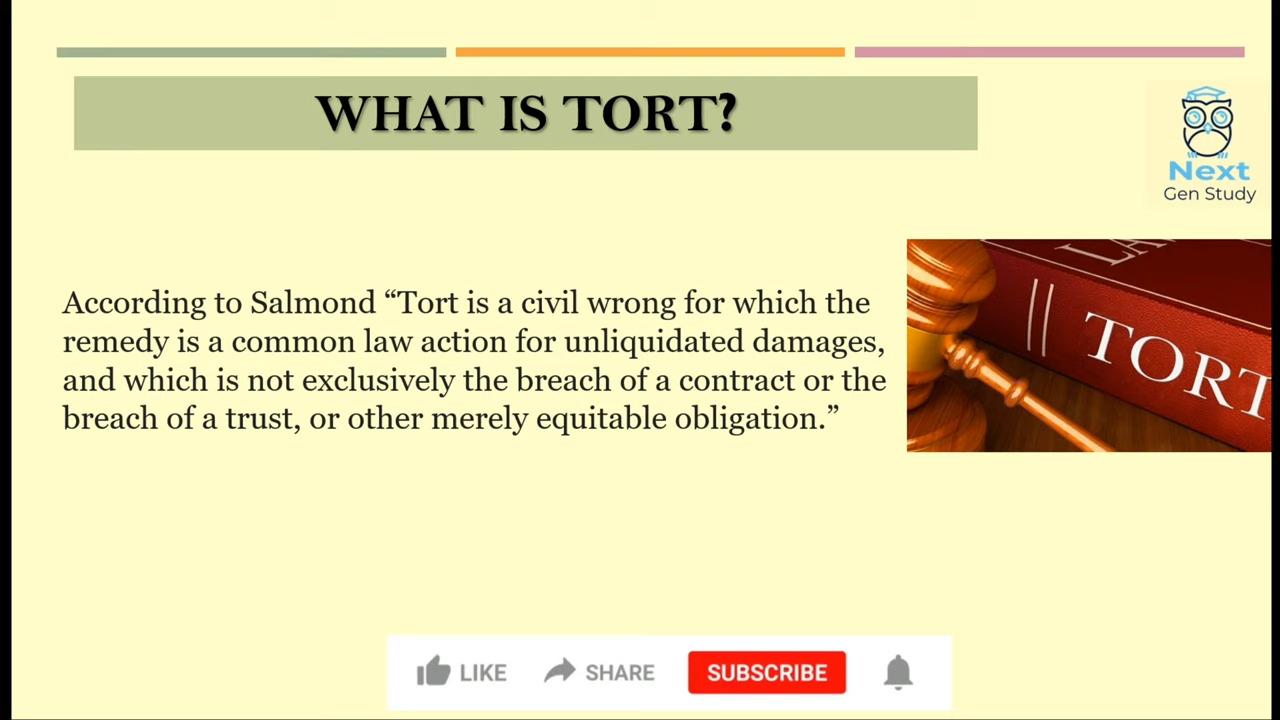 WHAT IS TORT?
Next
Gen Study
According to Salmond “Tort is a civil wrong for which the
remedy is a common law action for unliquidated damages,
and which is not exclusively the breach of a contract or the
breach of a trust, or other merely equitable obligation.”
TORT
LIKE SHARE SUBSCRIBE